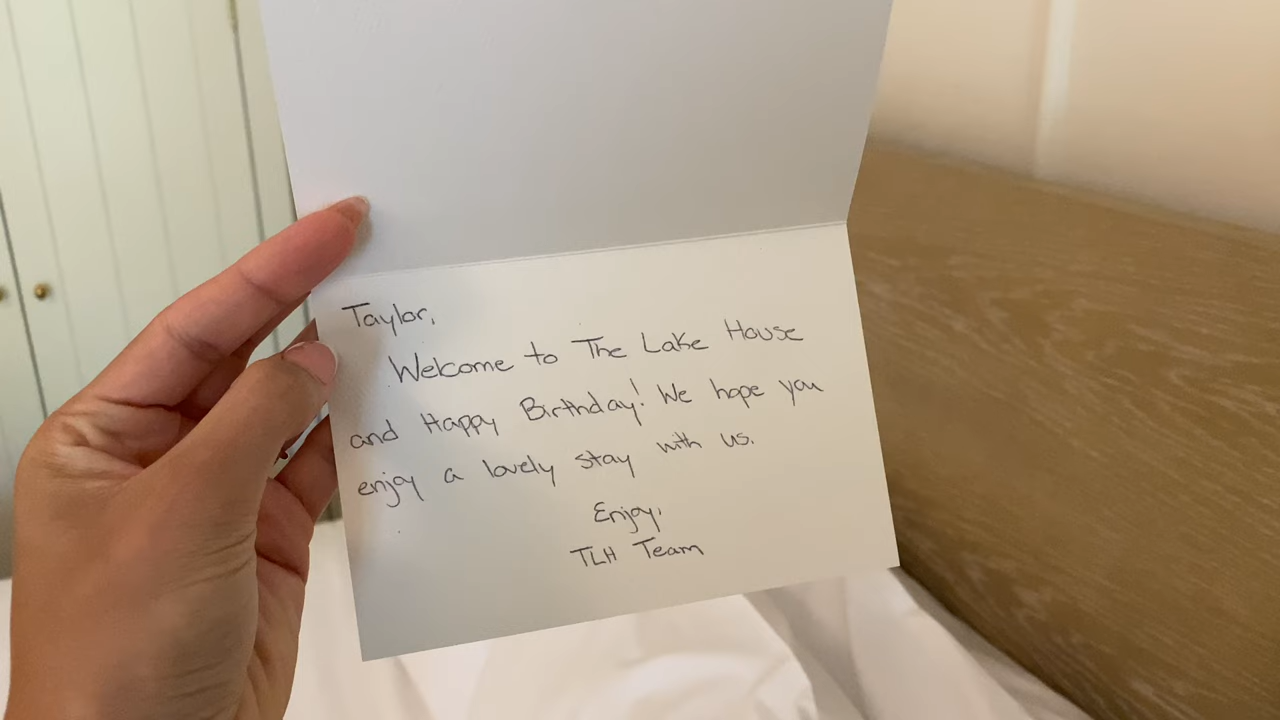 Taylor,
Welcome to The Lake House
and Happy Birthday! We hope you
enjoy a lovely stay with us.
Enjoy,
TLH Team